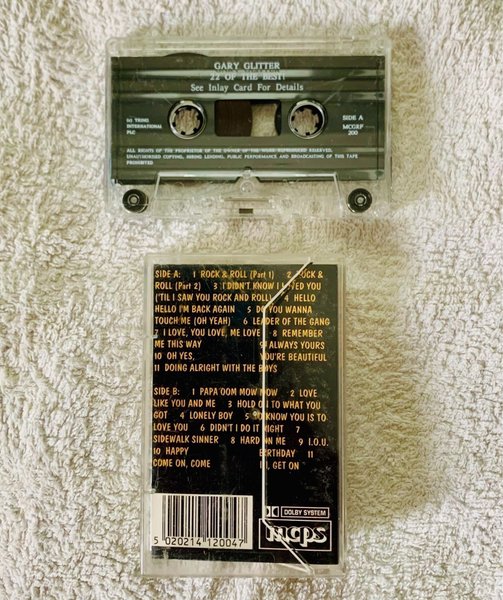 GARY GLITTER
22 OF THE BEST!
See Inlay Card For Details
(c) TRING
INTERNATIONAL
PLC
SIDE A
MCGRF
200
ALL RIGHTS OF THE PROPRIETOR OF THE OWNER OF THE WORK REPRODUCED RESERVED.
UNAUTHORISED COPYING, HIRING LENDING, PUBLIC PERFORMANCE AND BROADCASTING OF THIS TAPE
PROHIBITED
SIDE A: 1 ROCK & ROLL (Part 1) 2 ROCK &
ROLL (Part 2) 3 I DIDN'T KNOW I LOVED YOU
('TIL I SAW YOU ROCK AND ROLL) 4 HELLO
HELLO I'M BACK AGAIN 5 DO YOU WANNA
TOUCH ME (OH YEAH) 6 LEADER OF THE GANG
7 I LOVE, YOU LOVE, ME LOVE 8 REMEMBER
ME THIS WAY 9 ALWAYS YOURS
10 OH YES, YOU'RE BEAUTIFUL
11 DOING ALRIGHT WITH THE BOYS
SIDE B: 1 PAPA OOM MOW MOW 2 LOVE
LIKE YOU AND ME 3 HOLD ON TO WHAT YOU
GOT 4 LONELY BOY 5 YOU KNOW YOU IS TO
LOVE YOU 6 DIDN'T I DO IT RIGHT 7
SIDEWALK SINNER 8 HARD ON ME 9 I.O.U.
10 HAPPY BIRTHDAY 11
COME ON, COME IN, GET ON
DOLBY SYSTEM
mcps
5 020214 120047